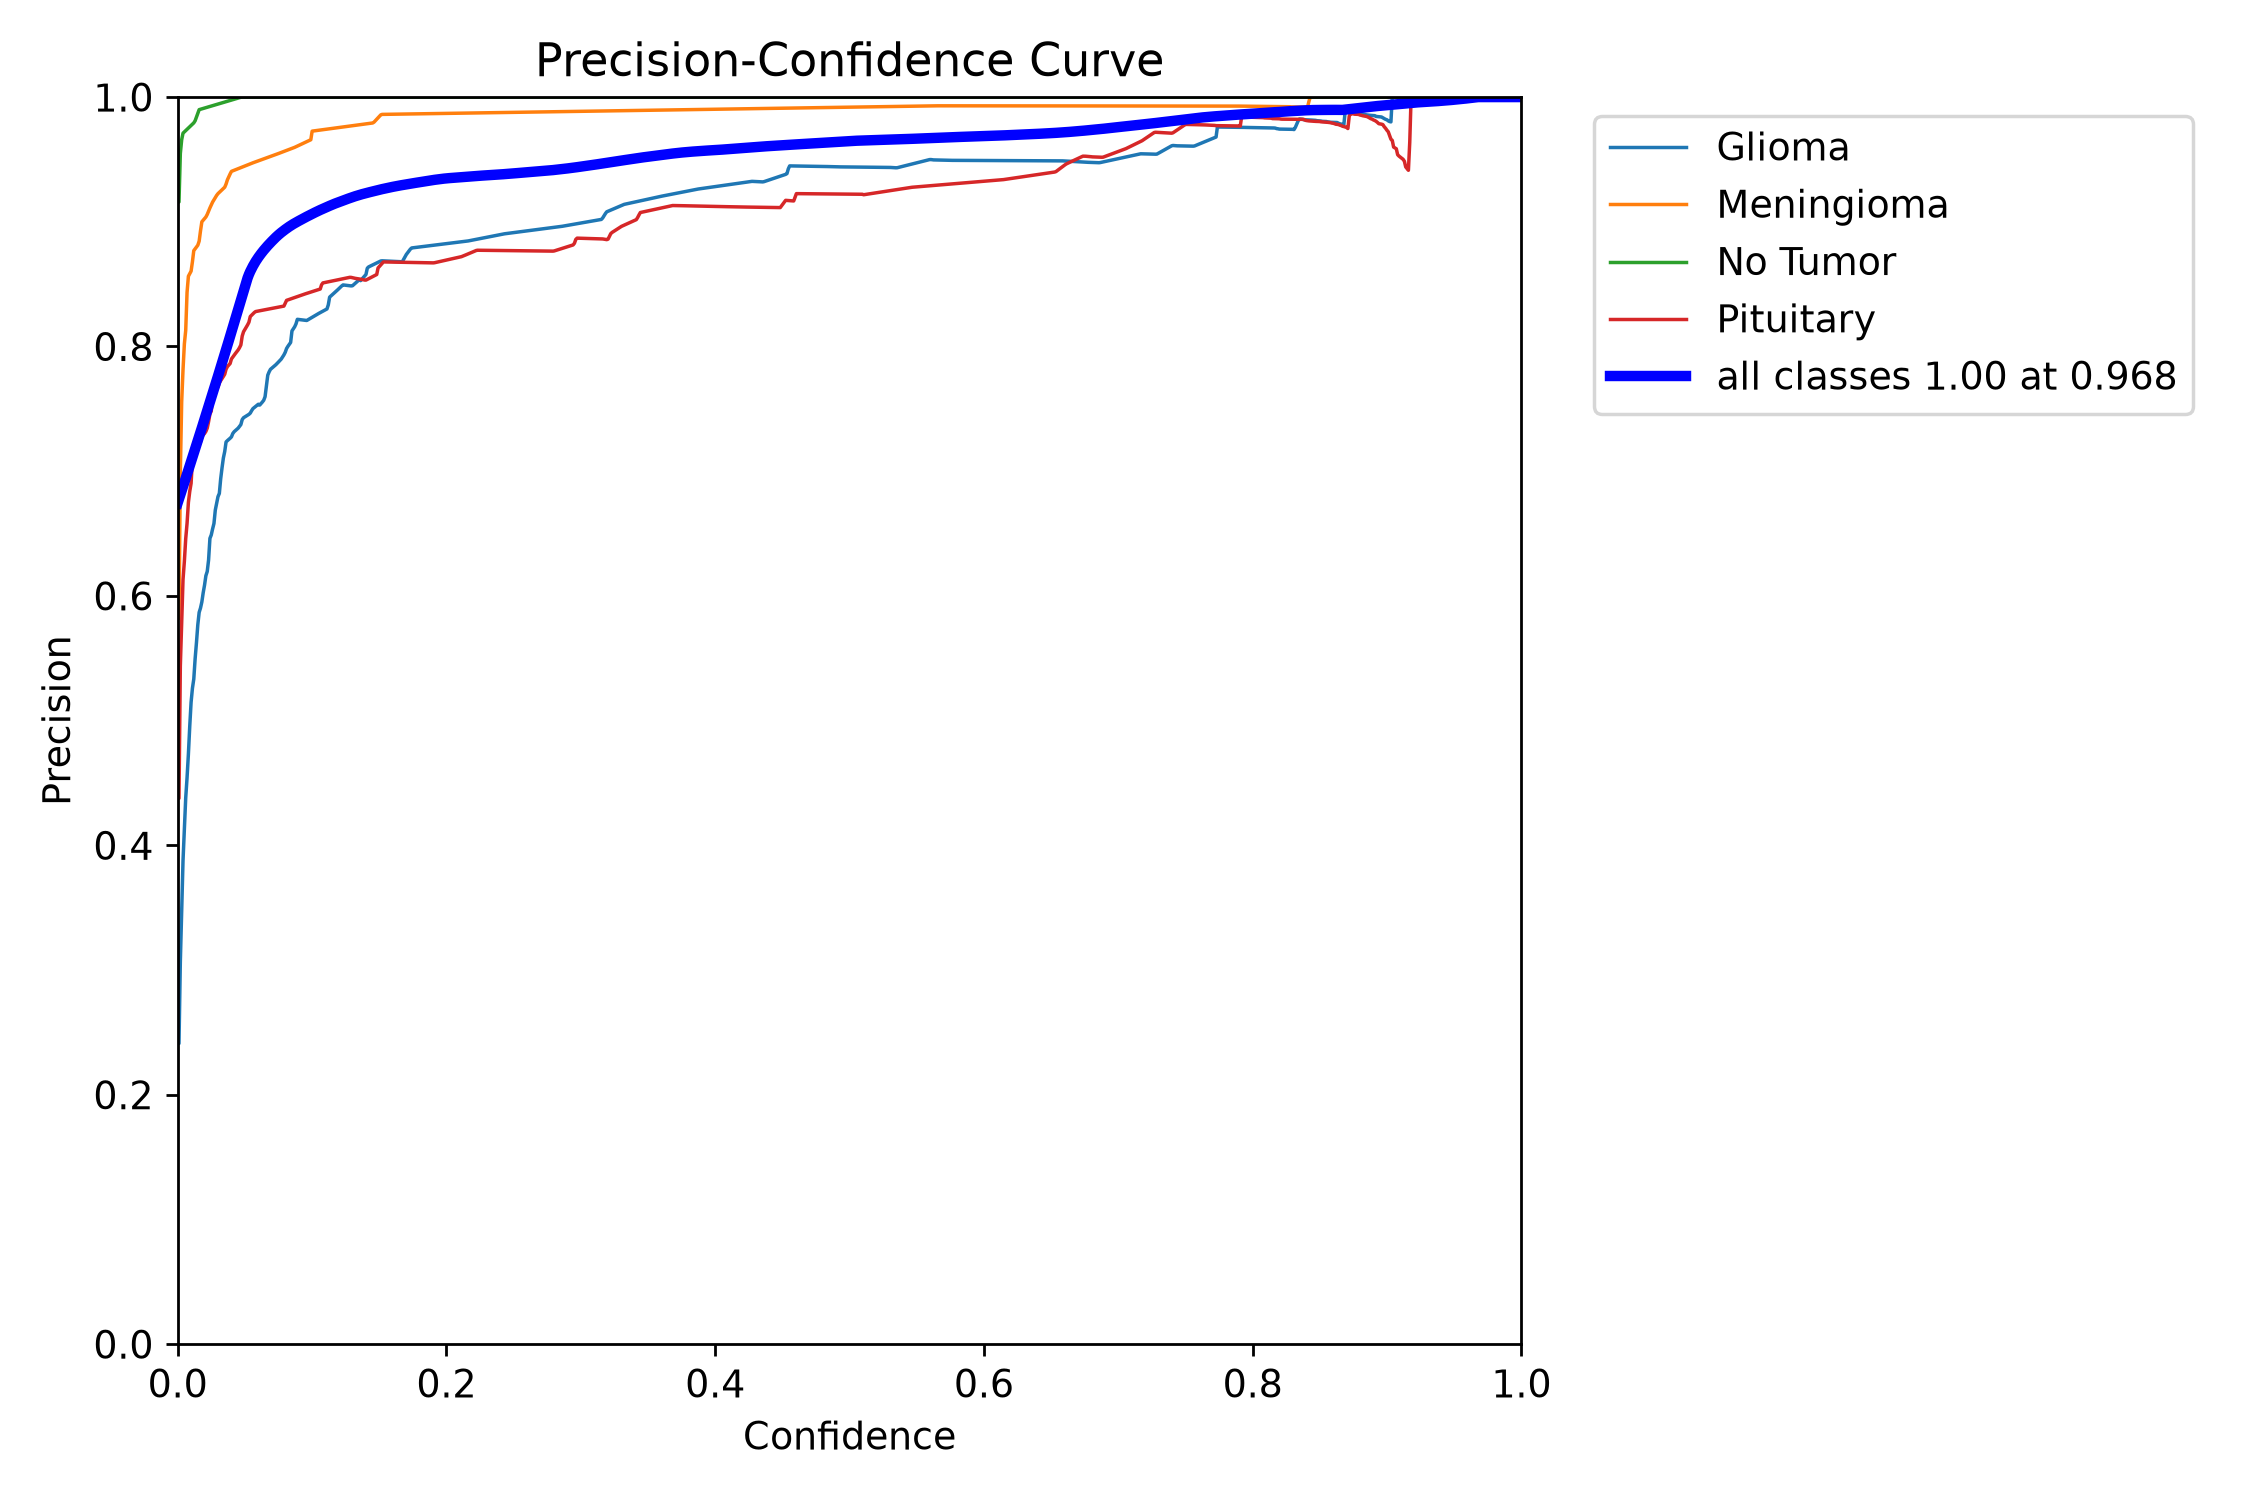 Precision-Confidence Curve
1.0
0.8
0.6
0.4
0.2
0.0
Precision
0.0 0.2 0.4 0.6 0.8 1.0
Confidence
Glioma
Meningioma
No Tumor
Pituitary
all classes 1.00 at 0.968